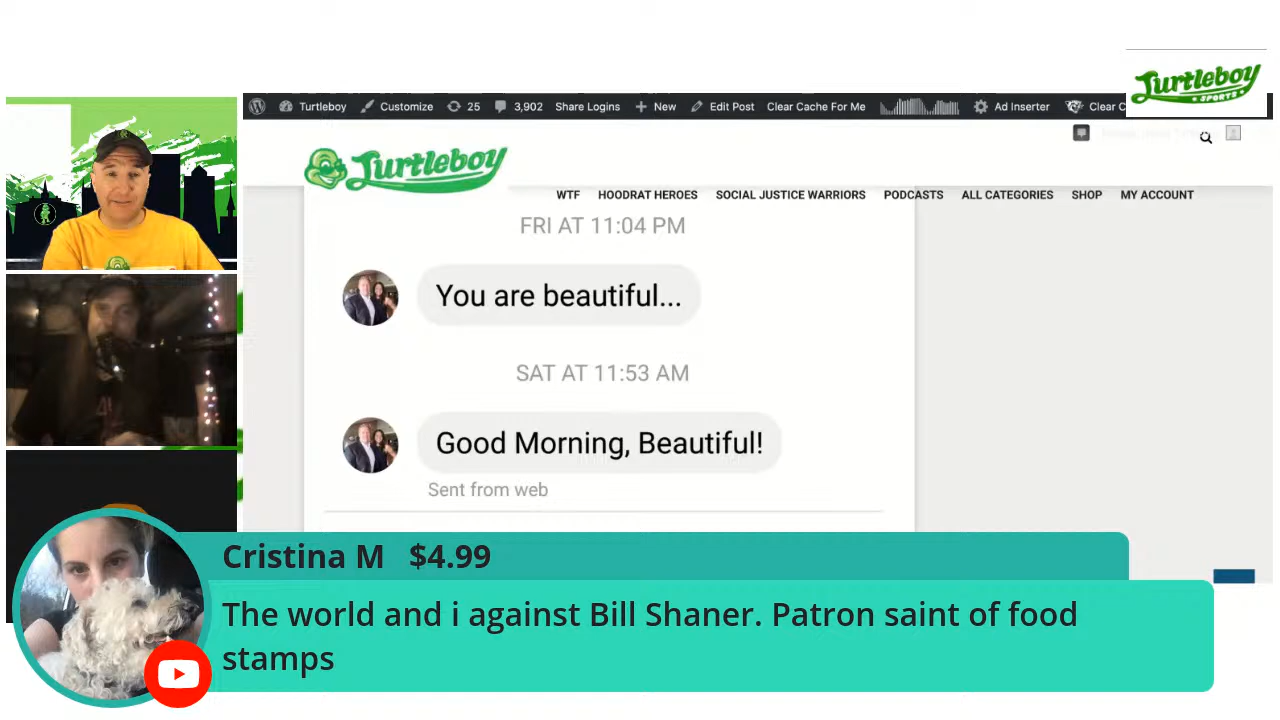 Turtleboy
Customize
25
3,902
Share Logins
New
Edit Post
Clear Cache For Me
Ad Inserter
Clear C
Turtleboy
SPORTS
Turtleboy
WTF
HOODRAT HEROES
SOCIAL JUSTICE WARRIORS
PODCASTS
ALL CATEGORIES
SHOP
MY ACCOUNT
FRI AT 11:04 PM
You are beautiful...
SAT AT 11:53 AM
Good Morning, Beautiful!
Sent from web
Cristina M $4.99
The world and i against Bill Shaner. Patron saint of food
stamps